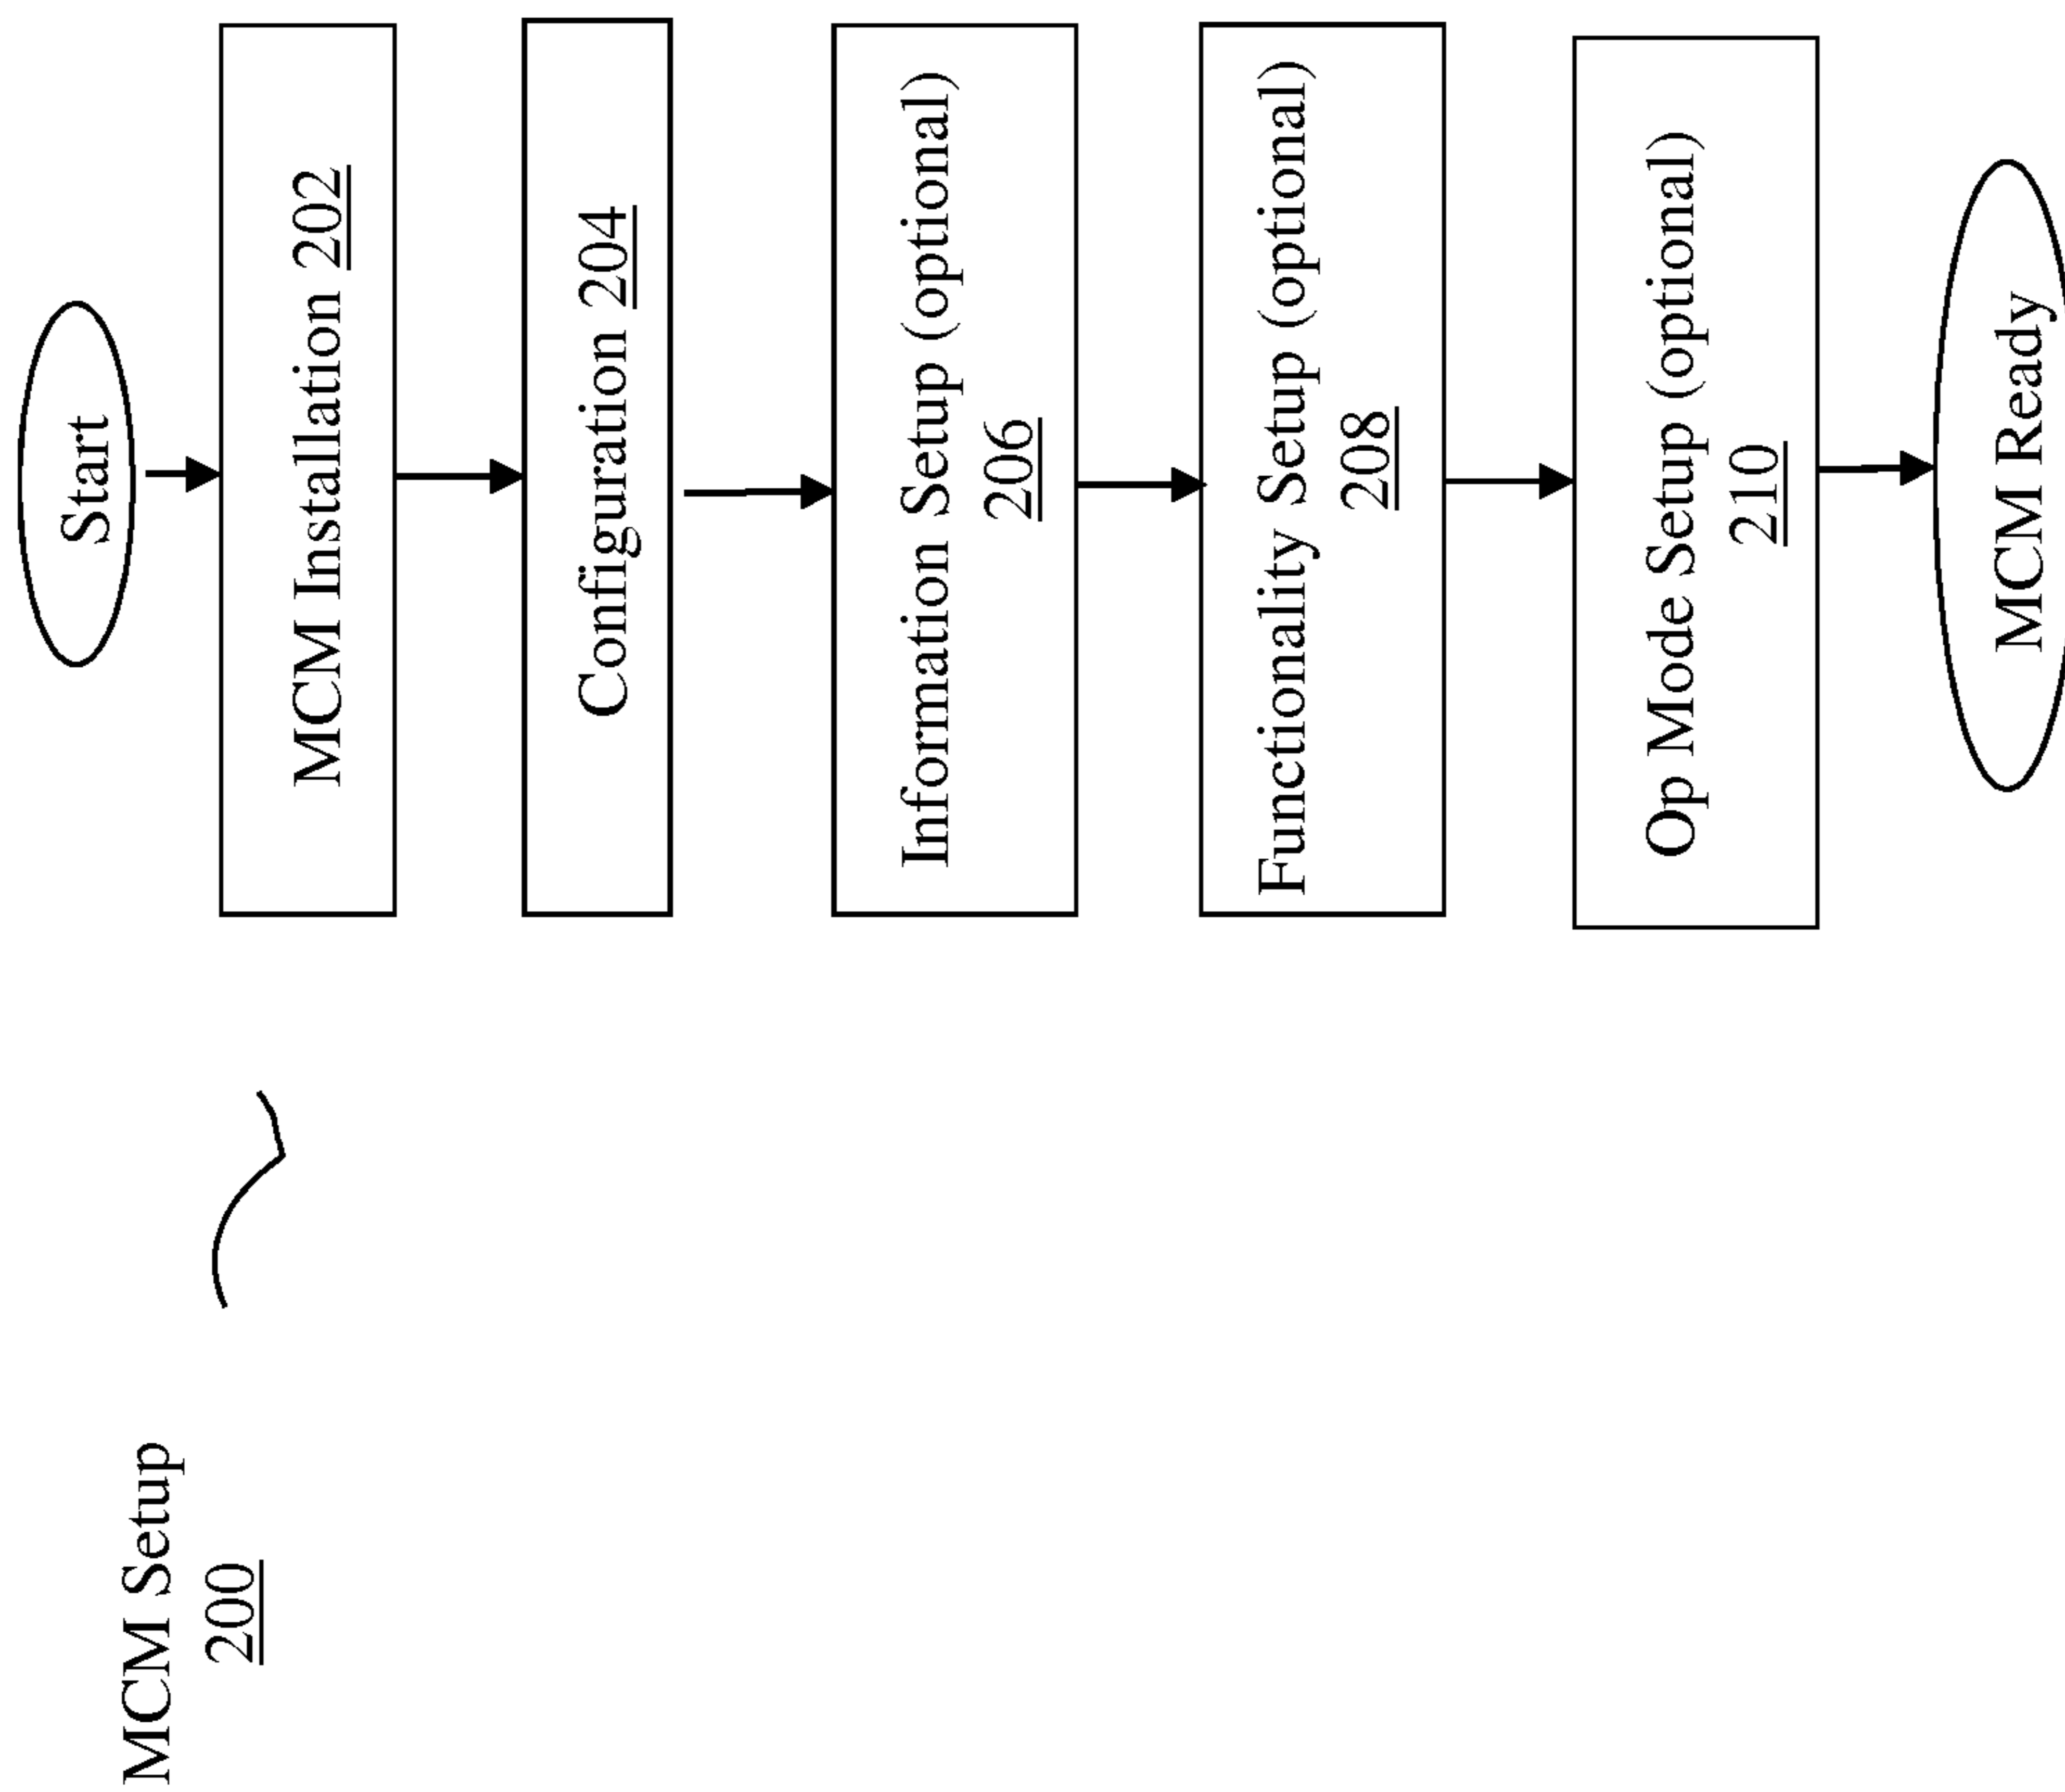 MCM Setup
200
Start
MCM Installation 202
Configuration 204
Information Setup (optional)
206
Functionality Setup (optional)
208
Op Mode Setup (optional)
210
MCM Ready